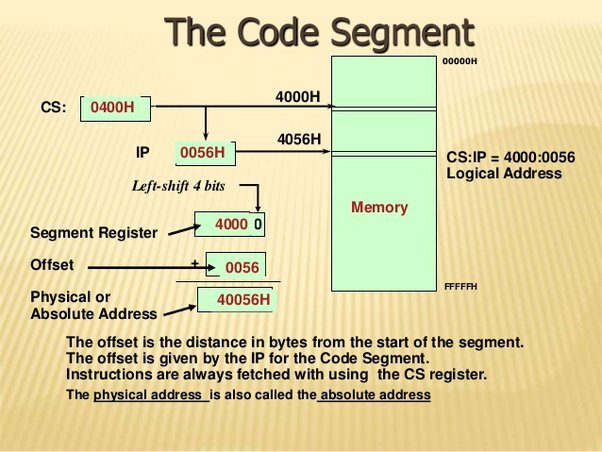 The Code Segment
00000H
4000H
CS: 0400H
4056H
IP 0056H
CS:IP = 4000:0056
Logical Address
Left-shift 4 bits
Memory
4000 0
Segment Register
Offset + 0056
FFFFFH
Physical or 40056H
Absolute Address
The offset is the distance in bytes from the start of the segment.
The offset is given by the IP for the Code Segment.
Instructions are always fetched with using the CS register.
The physical address is also called the absolute address